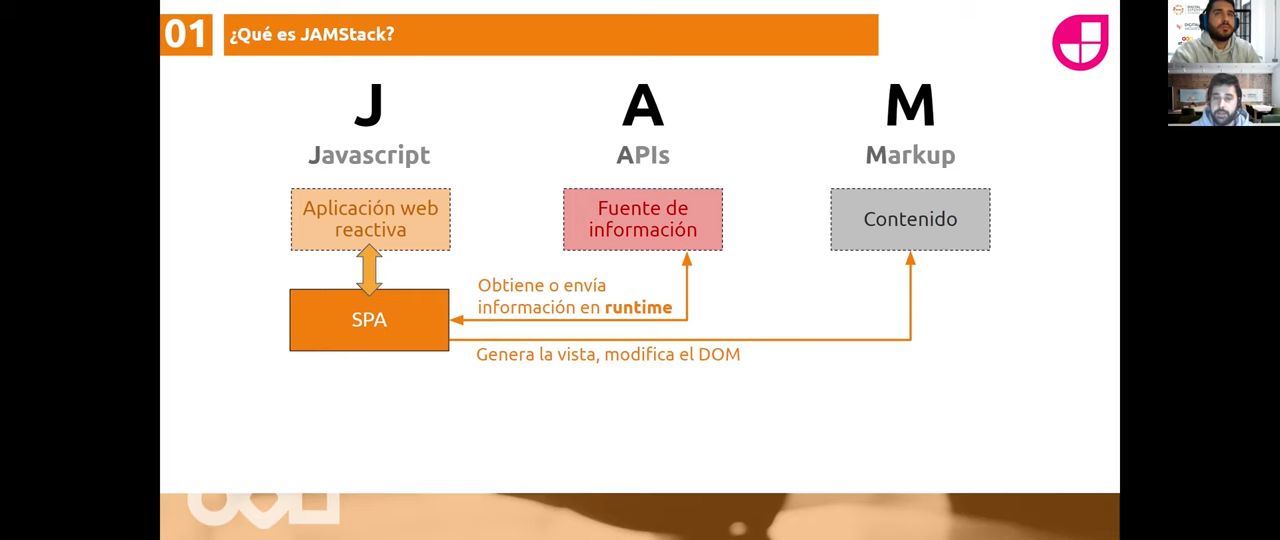 01
¿Qué es JAMStack?
J
A
M
Javascript
APIs
Markup
Aplicación web
reactiva
Fuente de
información
Contenido
Obtiene o envía
información en runtime
SPA
Genera la vista, modifica el DOM